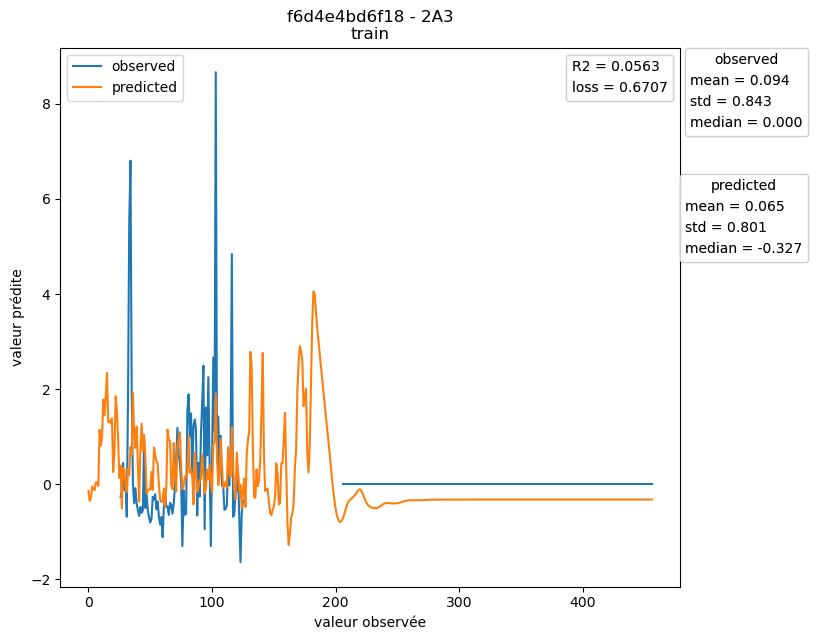 f6d4e4bd6f18 - 2A3
train
observed
predicted
R2 = 0.0563
loss = 0.6707
observed
mean = 0.094
std = 0.843
median = 0.000
predicted
mean = 0.065
std = 0.801
median = -0.327
valeur prédite
8
6
4
2
0
−2
0
100
200
300
400
valeur observée